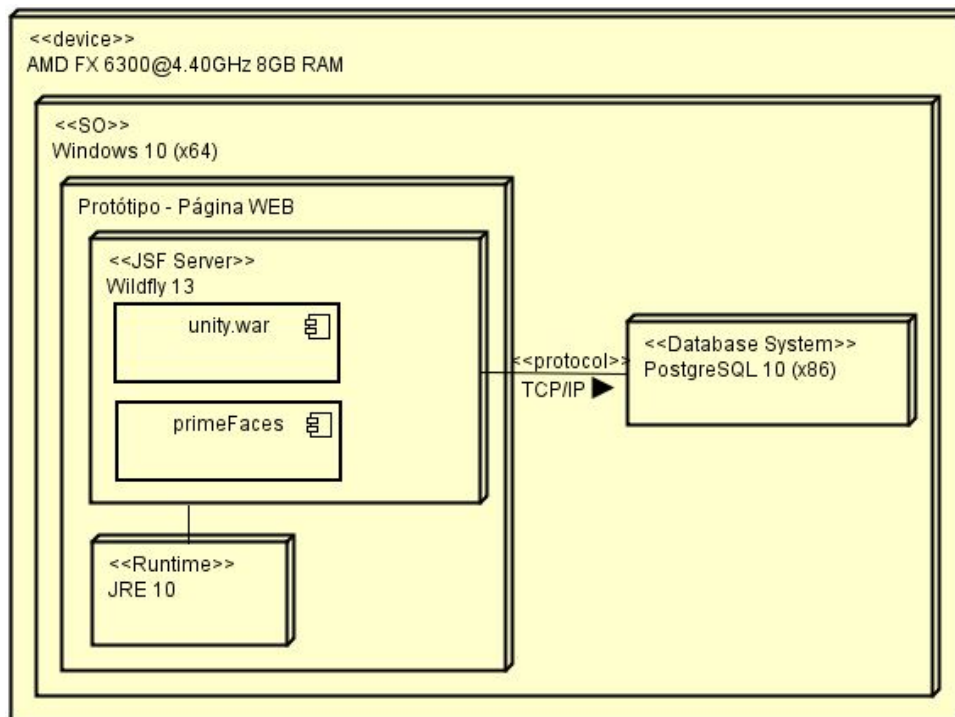 <<device>>
AMD FX 6300@4.40GHz 8GB RAM
<<SO>>
Windows 10 (x64)
Protótipo - Página WEB
<<JSF Server>>
Wildfly 13
unity.war
primeFaces
<<protocol>>
TCP/IP
<<Database System>>
PostgreSQL 10 (x86)
<<Runtime>>
JRE 10